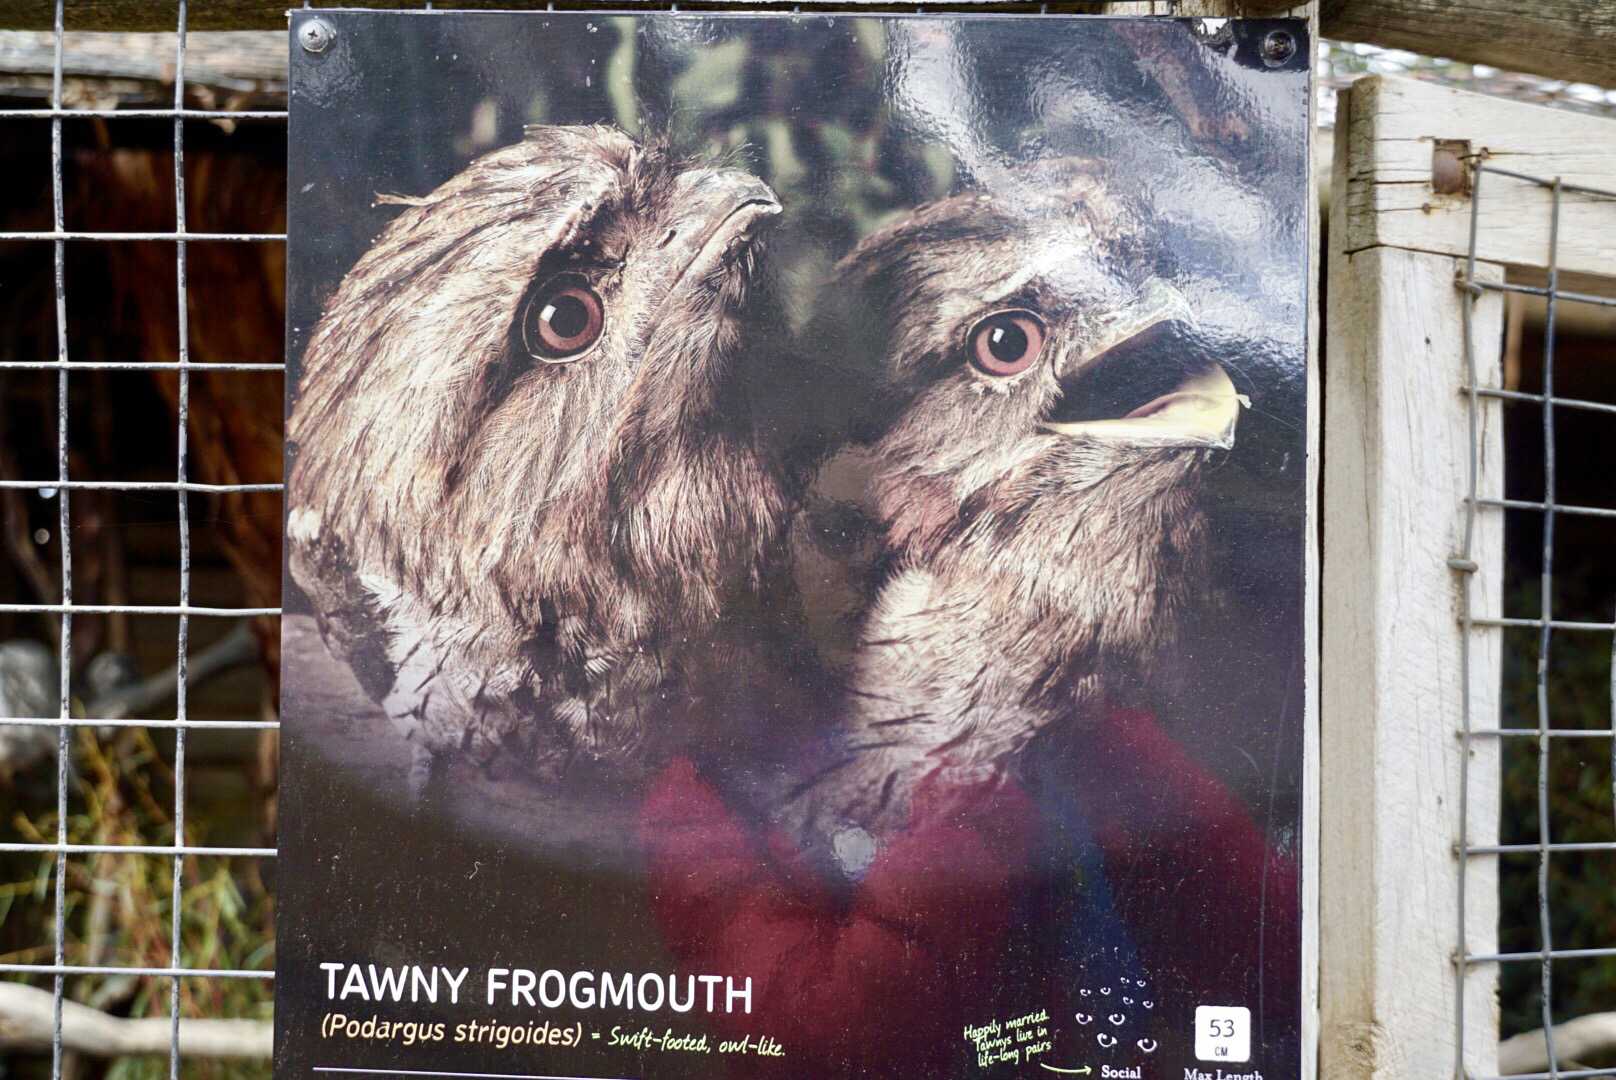 TAWNY FROGMOUTH
(Podargus strigoides) = Swift-footed, owl-like.
Happily married
Tawnys live in
life-long pairs
Social
53
CM
Max Length